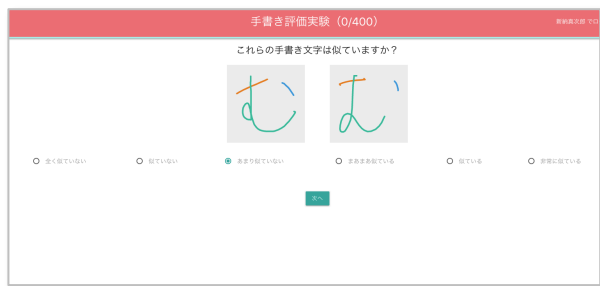 手書き評価実験（0/400）
これらの手書き文字は似ていますか？
む む
全く似ていない 似ていない あまり似ていない まあまあ似ている 似ている 非常に似ている
次へ